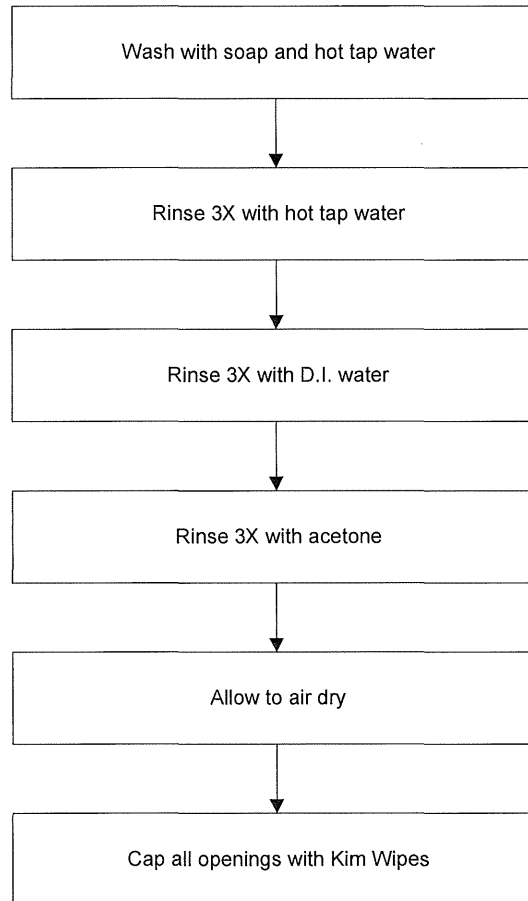 Wash with soap and hot tap water
Rinse 3X with hot tap water
Rinse 3X with D.I. water
Rinse 3X with acetone
Allow to air dry
Cap all openings with Kim Wipes